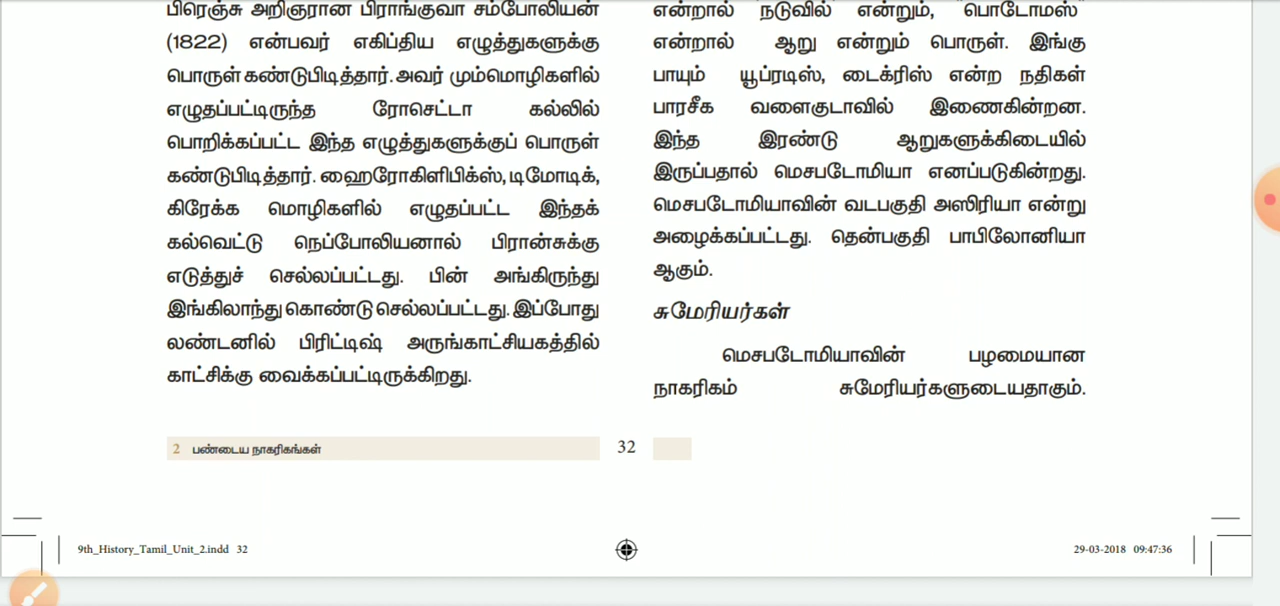 பிரெஞ்சு அறிஞரான பிராங்குவா சம்போலியன்
(1822) என்பவர் எகிப்திய எழுத்துகளுக்கு
பொருள் கண்டுபிடித்தார். அவர் மும்மொழிகளில்
எழுதப்பட்டிருந்த ரோசெட்டா கல்லில்
பொறிக்கப்பட்ட இந்த எழுத்துகளுக்குப் பொருள்
கண்டுபிடித்தார். ஹைரோகிளிபிக்ஸ், டிமோடிக்,
கிரேக்க மொழிகளில் எழுதப்பட்ட இந்தக்
கல்வெட்டு நெப்போலியனால் பிரான்சுக்கு
எடுத்துச் செல்லப்பட்டது. பின் அங்கிருந்து
இங்கிலாந்து கொண்டு செல்லப்பட்டது. இப்போது
லண்டனில் பிரிட்டிஷ் அருங்காட்சியகத்தில்
காட்சிக்கு வைக்கப்பட்டிருக்கிறது.
என்றால் நடுவில் என்றும், "பொடோமஸ்"
என்றால் ஆறு என்றும் பொருள். இங்கு
பாயும் யூப்ரடிஸ், டைக்ரிஸ் என்ற நதிகள்
பாரசீக வளைகுடாவில் இணைகின்றன.
இந்த இரண்டு ஆறுகளுக்கிடையில்
இருப்பதால் மெசபடோமியா எனப்படுகின்றது.
மெசபடோமியாவின் வடபகுதி அஸிரியா என்று
அழைக்கப்பட்டது. தென்பகுதி பாபிலோனியா
ஆகும்.
சுமேரியர்கள்
மெசபடோமியாவின் பழமையான
நாகரிகம் சுமேரியர்களுடையதாகும்.
2 பண்டைய நாகரிகங்கள்
32
9th_History_Tamil_Unit_2.indd 32
29-03-2018 09:47:36